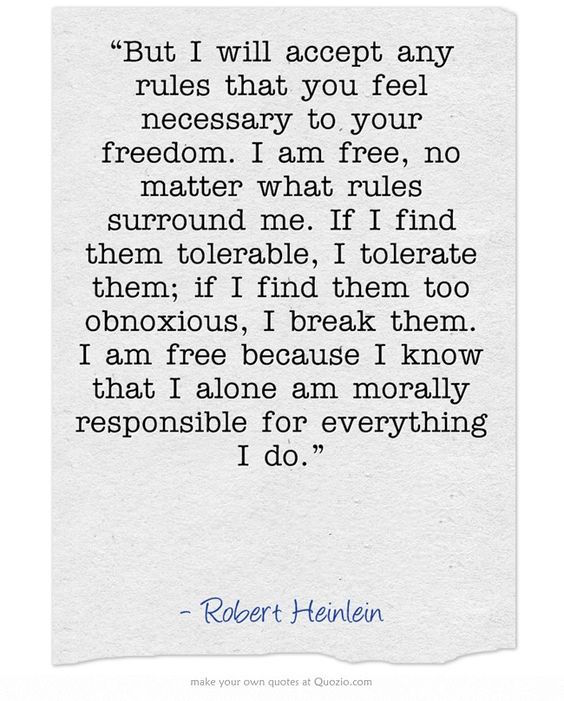 “But I will accept any
rules that you feel
necessary to your
freedom. I am free, no
matter what rules
surround me. If I find
them tolerable, I tolerate
them; if I find them too
obnoxious, I break them.
I am free because I know
that I alone am morally
responsible for everything
I do.”
- Robert Heinlein
make your own quotes at Quozio.com